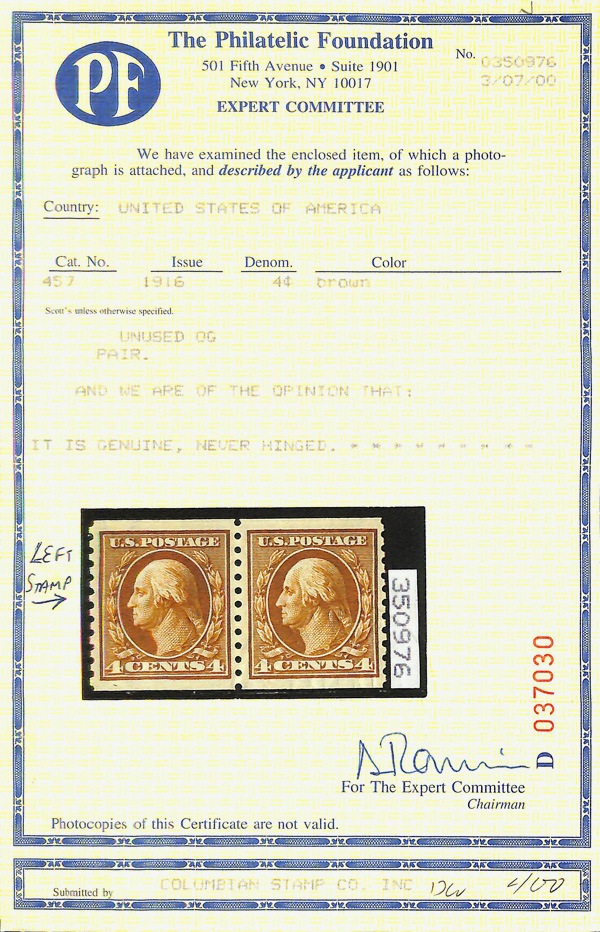 PF
The Philatelic Foundation
501 Fifth Avenue • Suite 1901
New York, NY 10017
EXPERT COMMITTEE
No. 0350976
3/07/00
We have examined the enclosed item, of which a photo-
graph is attached, and described by the applicant as follows:
Country: UNITED STATES OF AMERICA
Cat. No. Issue Denom. Color
457 1916 4¢ brown
Scott's unless otherwise specified.
UNUSED OG
PAIR.
AND WE ARE OF THE OPINION THAT:
IT IS GENUINE, NEVER HINGED. * * * * * * * * *
LEFT
STAMP
U.S. POSTAGE
4 CENTS 4
U.S. POSTAGE
4 CENTS 4
350976
D 037030
For The Expert Committee
Chairman
Photocopies of this Certificate are not valid.
Submitted by COLUMBIAN STAMP CO. INC 4/00